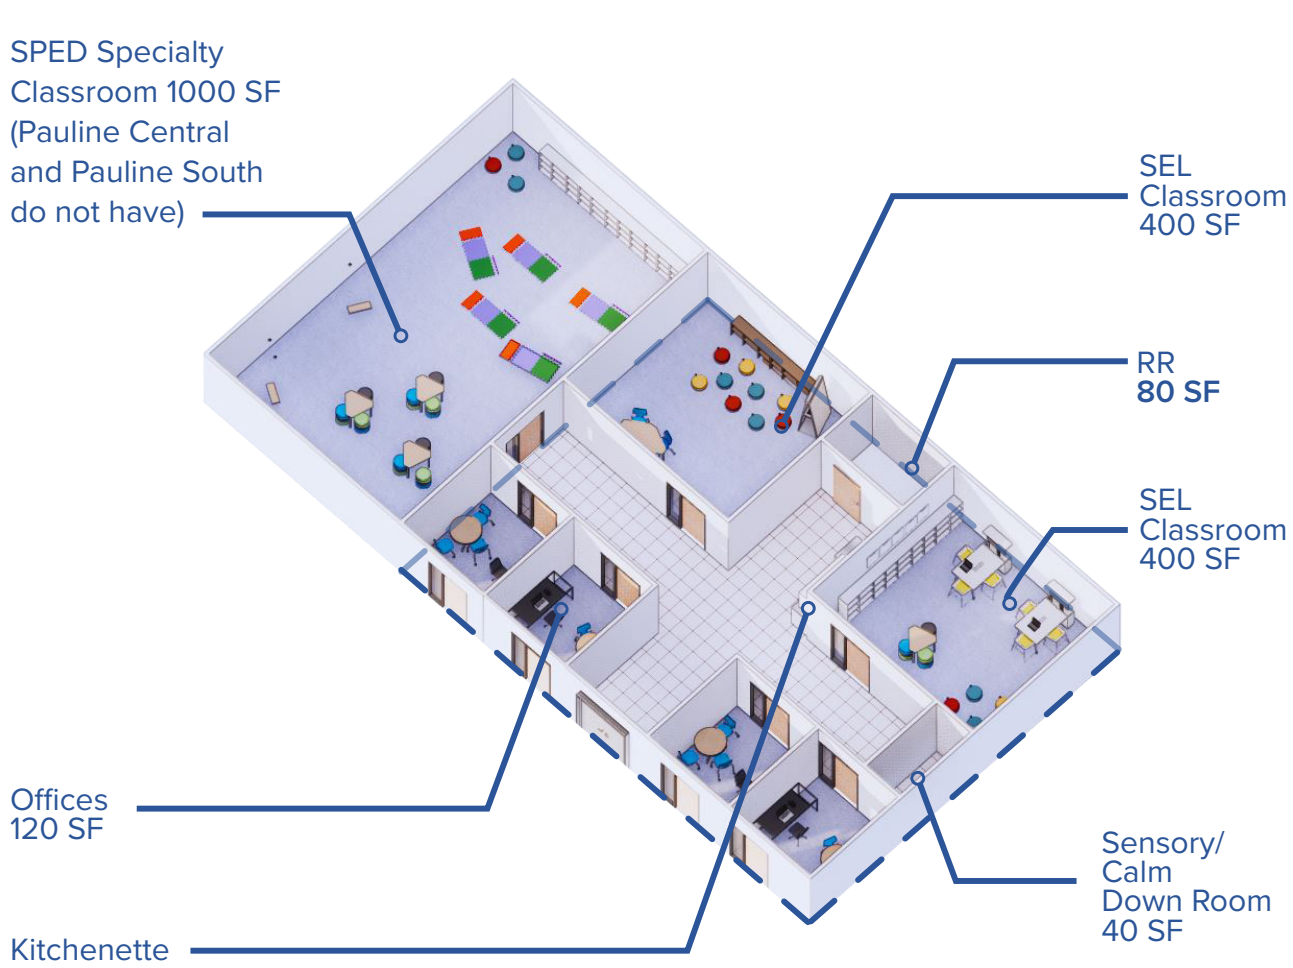 SPED Specialty
Classroom 1000 SF
(Pauline Central
and Pauline South
do not have)
SEL
Classroom
400 SF
RR
80 SF
SEL
Classroom
400 SF
Offices
120 SF
Sensory/
Calm
Down Room
40 SF
Kitchenette